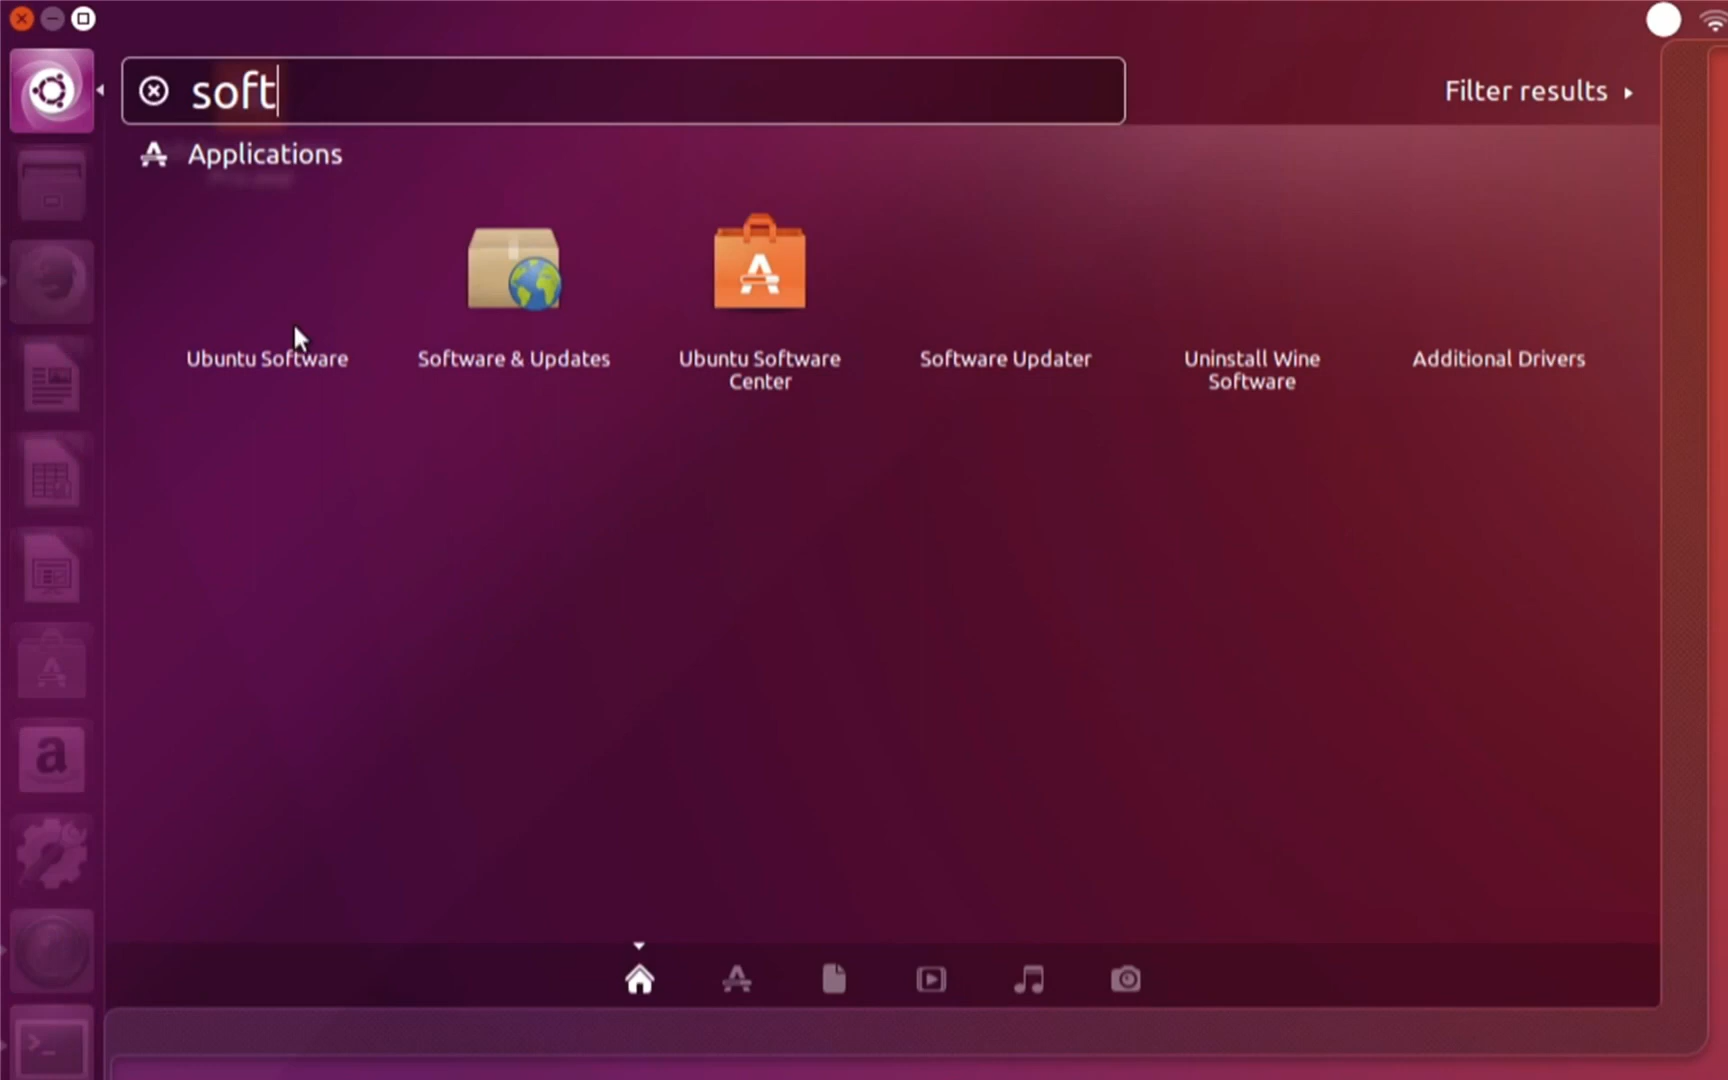 soft
Filter results
Applications
Ubuntu Software
Software & Updates
Ubuntu Software
Center
Software Updater
Uninstall Wine
Software
Additional Drivers